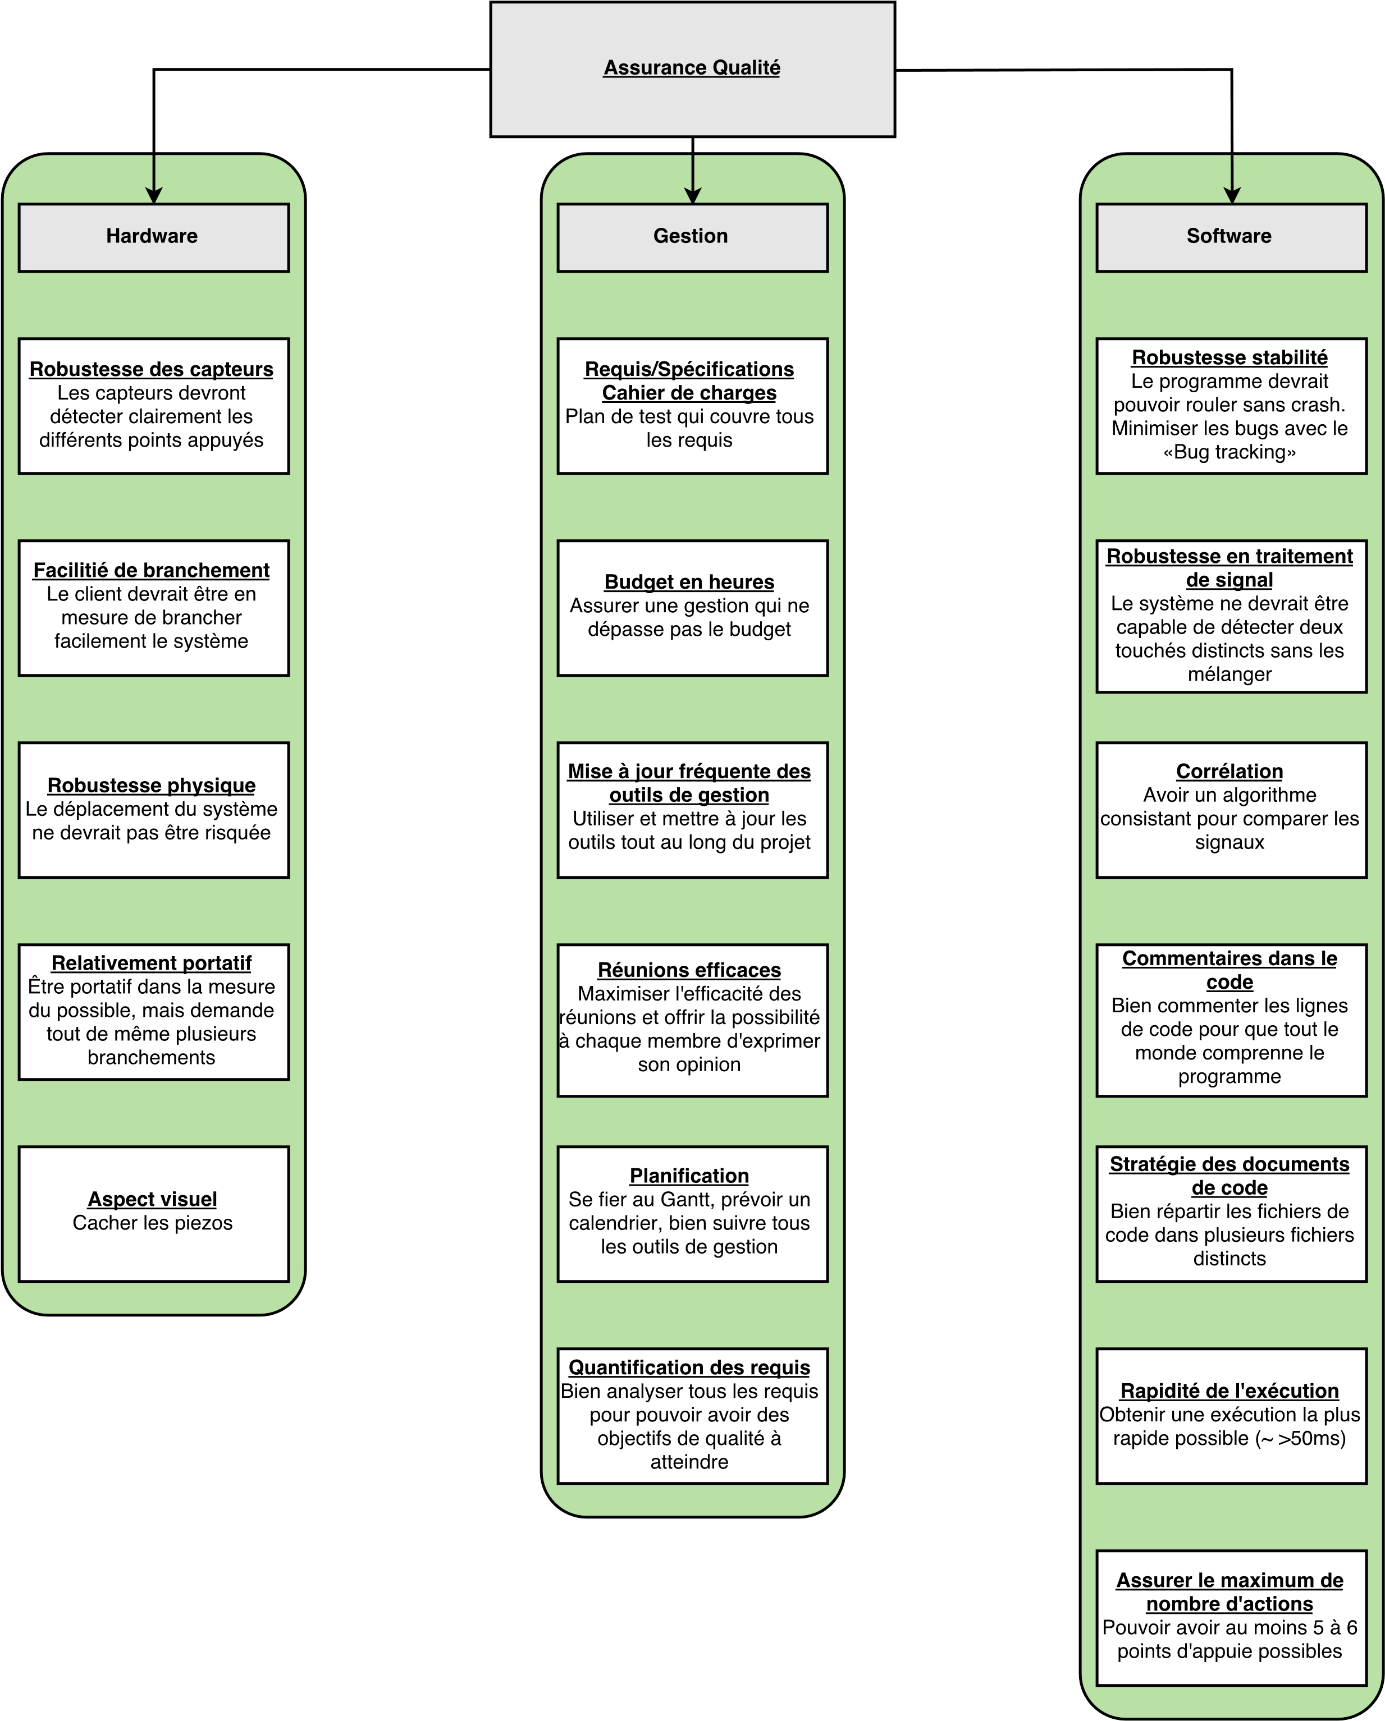 Assurance Qualité
Hardware
Robustesse des capteurs
Les capteurs devront
détecter clairement les
différents points appuyés
Facilitié de branchement
Le client devrait être en
mesure de brancher
facilement le système
Robustesse physique
Le déplacement du système
ne devrait pas être risquée
Relativement portatif
Être portatif dans la mesure
du possible, mais demande
tout de même plusieurs
branchements
Aspect visuel
Cacher les piezos
Gestion
Requis/Spécifications
Cahier de charges
Plan de test qui couvre tous
les requis
Budget en heures
Assurer une gestion qui ne
dépasse pas le budget
Mise à jour fréquente des
outils de gestion
Utiliser et mettre à jour les
outils tout au long du projet
Réunions efficaces
Maximiser l'efficacité des
réunions et offrir la possibilité
à chaque membre d'exprimer
son opinion
Planification
Se fier au Gantt, prévoir un
calendrier, bien suivre tous
les outils de gestion
Quantification des requis
Bien analyser tous les requis
pour pouvoir avoir des
objectifs de qualité à
atteindre
Software
Robustesse stabilité
Le programme devrait
pouvoir rouler sans crash.
Minimiser les bugs avec le
«Bug tracking»
Robustesse en traitement
de signal
Le système ne devrait être
capable de détecter deux
touchés distincts sans les
mélanger
Corrélation
Avoir un algorithme
consistant pour comparer les
signaux
Commentaires dans le
code
Bien commenter les lignes
de code pour que tout le
monde comprenne le
programme
Stratégie des documents
de code
Bien répartir les fichiers de
code dans plusieurs fichiers
distincts
Rapidité de l'exécution
Obtenir une exécution la plus
rapide possible (~ >50ms)
Assurer le maximum de
nombre d'actions
Pouvoir avoir au moins 5 à 6
points d'appuie possibles